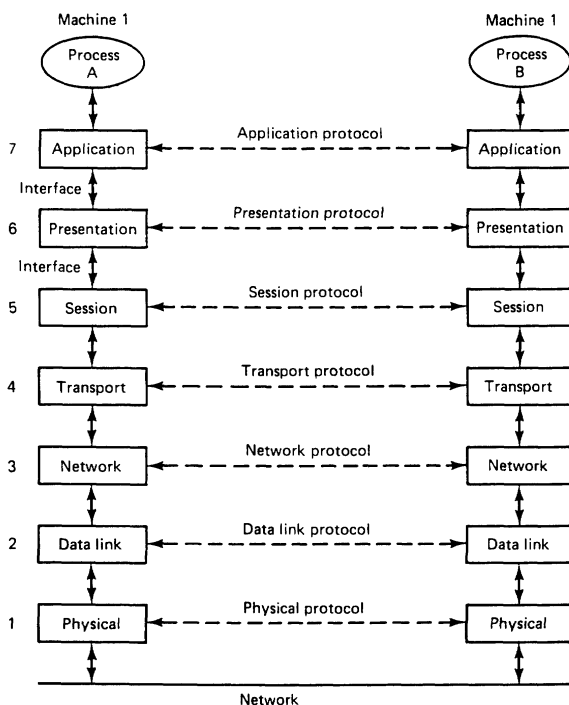 Machine 1 Machine 1
Process Process
A B
Application protocol
7 Application Application
Interface
Presentation protocol
6 Presentation Presentation
Interface
Session protocol
5 Session Session
Transport protocol
4 Transport Transport
Network protocol
3 Network Network
Data link protocol
2 Data link Data link
Physical protocol
1 Physical Physical
Network